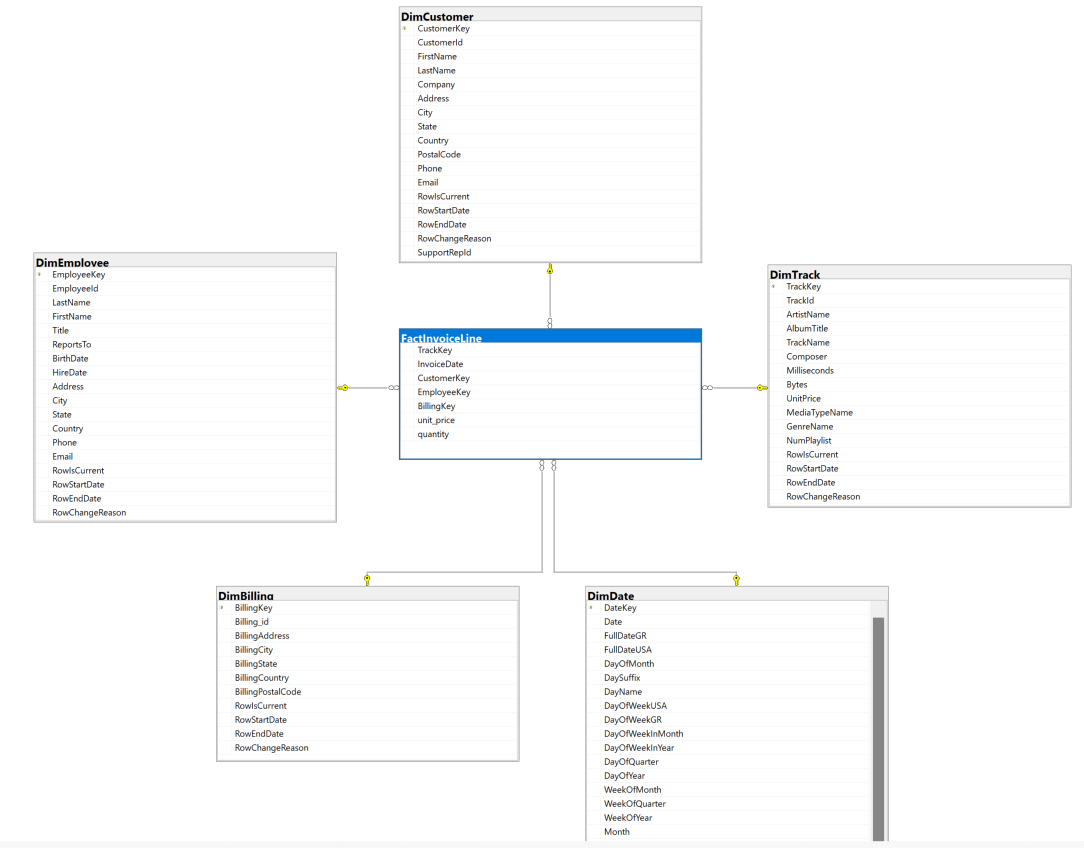 DimCustomer
CustomerKey
CustomerId
FirstName
LastName
Company
Address
City
State
Country
PostalCode
Phone
Email
RowIsCurrent
RowStartDate
RowEndDate
RowChangeReason
SupportRepId
DimEmployee
EmployeeKey
EmployeeId
LastName
FirstName
Title
ReportsTo
BirthDate
HireDate
Address
City
State
Country
Phone
Email
RowIsCurrent
RowStartDate
RowEndDate
RowChangeReason
FactInvoiceLine
TrackKey
InvoiceDate
CustomerKey
EmployeeKey
BillingKey
unit_price
quantity
DimTrack
TrackKey
TrackId
ArtistName
AlbumTitle
TrackName
Composer
Milliseconds
Bytes
UnitPrice
MediaTypeName
GenreName
NumPlaylist
RowIsCurrent
RowStartDate
RowEndDate
RowChangeReason
DimBilling
BillingKey
Billing_id
BillingAddress
BillingCity
BillingState
BillingCountry
BillingPostalCode
RowIsCurrent
RowStartDate
RowEndDate
RowChangeReason
DimDate
DateKey
Date
FullDateGR
FullDateUSA
DayOfMonth
DaySuffix
DayName
DayOfWeekUSA
DayOfWeekGR
DayOfWeekInMonth
DayOfWeekInYear
DayOfQuarter
DayOfYear
WeekOfMonth
WeekOfQuarter
WeekOfYear
Month